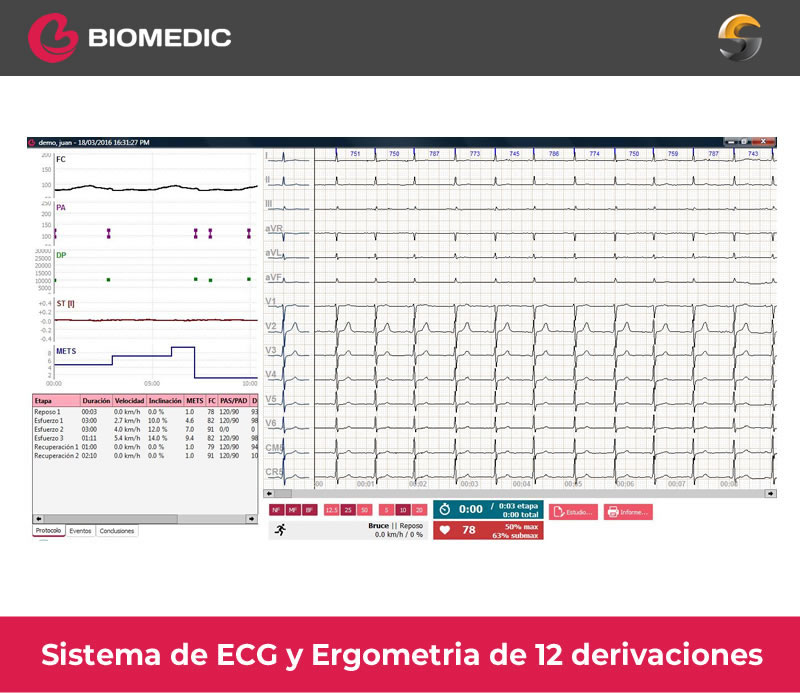 BIOMEDIC
demo, juan - 18/03/2016 16:31:27 PM
200
FC
150
100
250
PA
200
150
100
50
30000
DP
25000
20000
15000
10000
5000
+0.4
ST [I]
+0.2
-0.0
-0.2
-0.4
METS
8
6
4
2
00:00 05:00 10:00
Etapa Duración Velocidad Inclinación METS FC PAS/PAD D
Reposo 1 00:03 0.0 km/h 0.0 % 1.0 78 120/90 93
Esfuerzo 1 03:00 2.7 km/h 10.0 % 4.6 82 120/90 98
Esfuerzo 2 03:00 4.0 km/h 12.0 % 7.0 91 0/0 0
Esfuerzo 3 01:11 5.4 km/h 14.0 % 9.4 82 120/90 98
Recuperación 1 01:00 0.0 km/h 0.0 % 1.0 79 120/90 94
Recuperación 2 02:10 0.0 km/h 0.0 % 1.0 91 120/90 10
Protocolo Eventos Conclusiones
751 750 787 773 745 786 774 750 759 787 743
I
II
III
aVR
aVL
aVF
V1
V2
V3
V4
V5
V6
CM5
CR5
:00 00:01 00:02 00:03 00:04 00:05 00:06 00:07 00:08
NF MF BF 12.5 25 50 5 10 20
Bruce || Reposo
0.0 km/h / 0 %
0:00 / 0:03 etapa
0:00 total
78 50% max
63% submax
Estudio...
Informe...
Sistema de ECG y Ergometria de 12 derivaciones